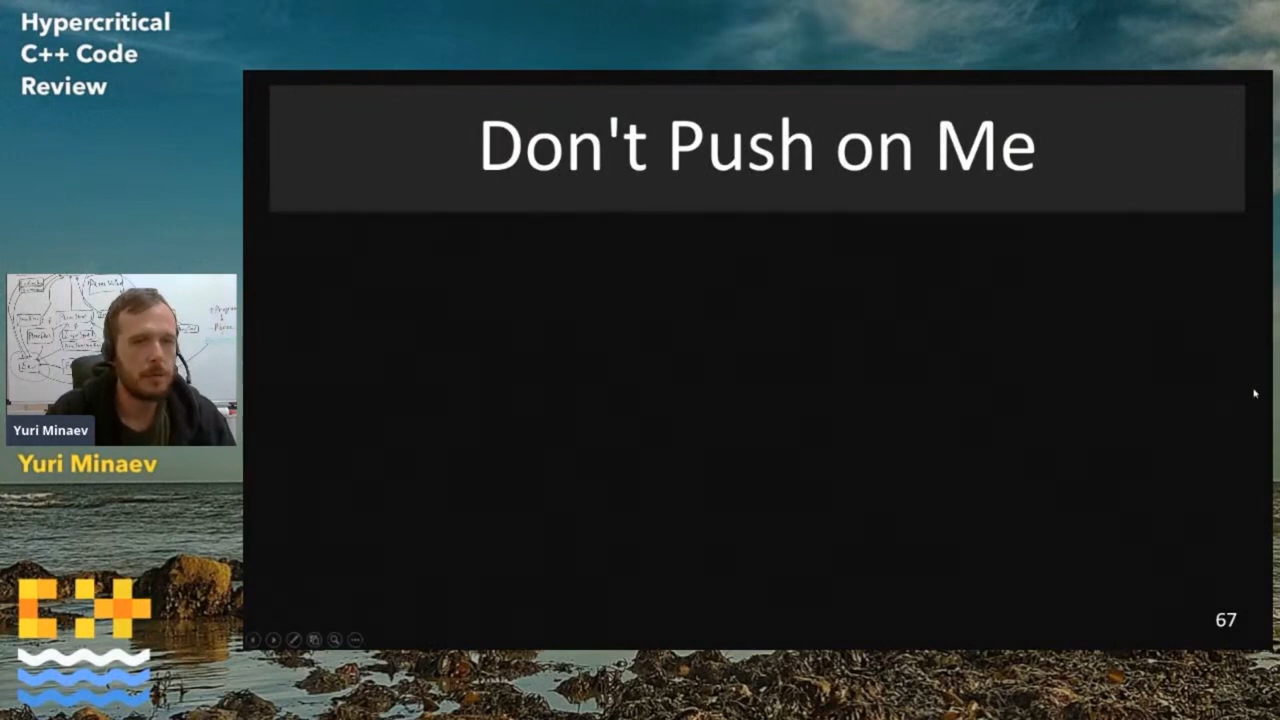 Hypercritical
C++ Code
Review
Don't Push on Me
Yuri Minaev
Yuri Minaev
67